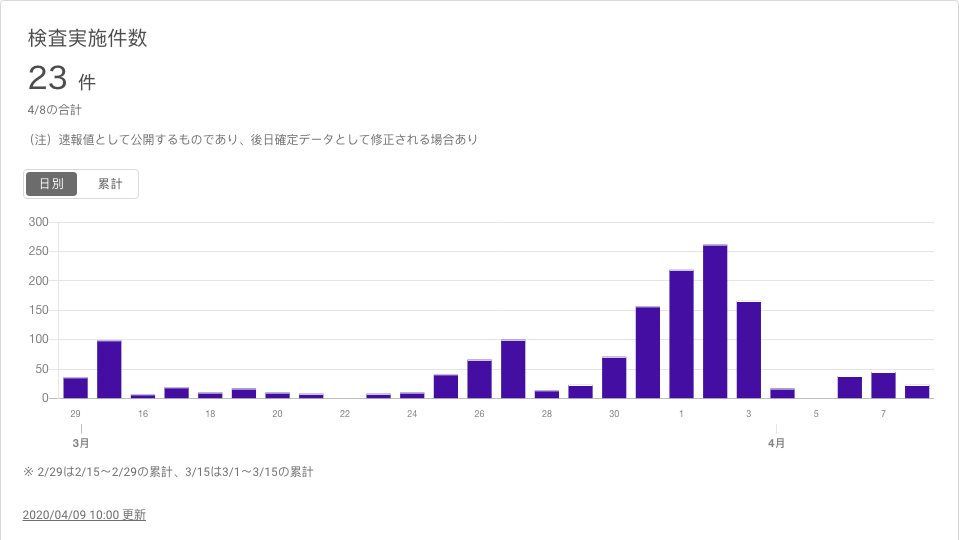 検査実施件数
23 件
4/8の合計
（注）速報値として公開するものであり、後日確定データとして修正される場合あり
日別 累計
300
250
200
150
100
50
0
29 16 18 20 22 24 26 28 30 1 3 5 7
3月 4月
※ 2/29は2/15〜2/29の累計、3/15は3/1〜3/15の累計
2020/04/09 10:00 更新